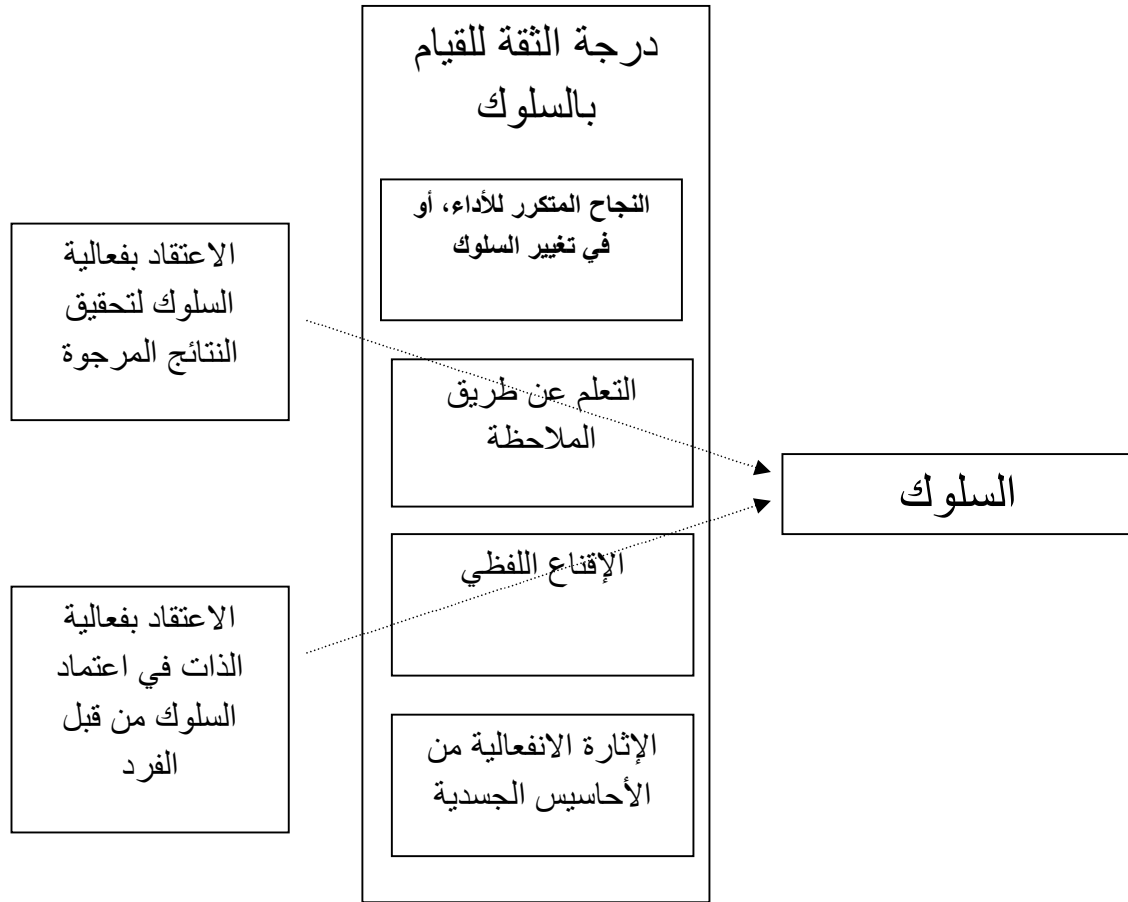 درجة الثقة للقيام
بالسلوك
النجاح المتكرر للأداء، أو
في تغيير السلوك
الاعتقاد بفعالية
السلوك لتحقيق
النتائج المرجوة
التعلم عن طريق
الملاحظة
السلوك
الإقناع اللفظي
الاعتقاد بفعالية
الذات في اعتماد
السلوك من قبل
الفرد
الإثارة الانفعالية من
الأحاسيس الجسدية